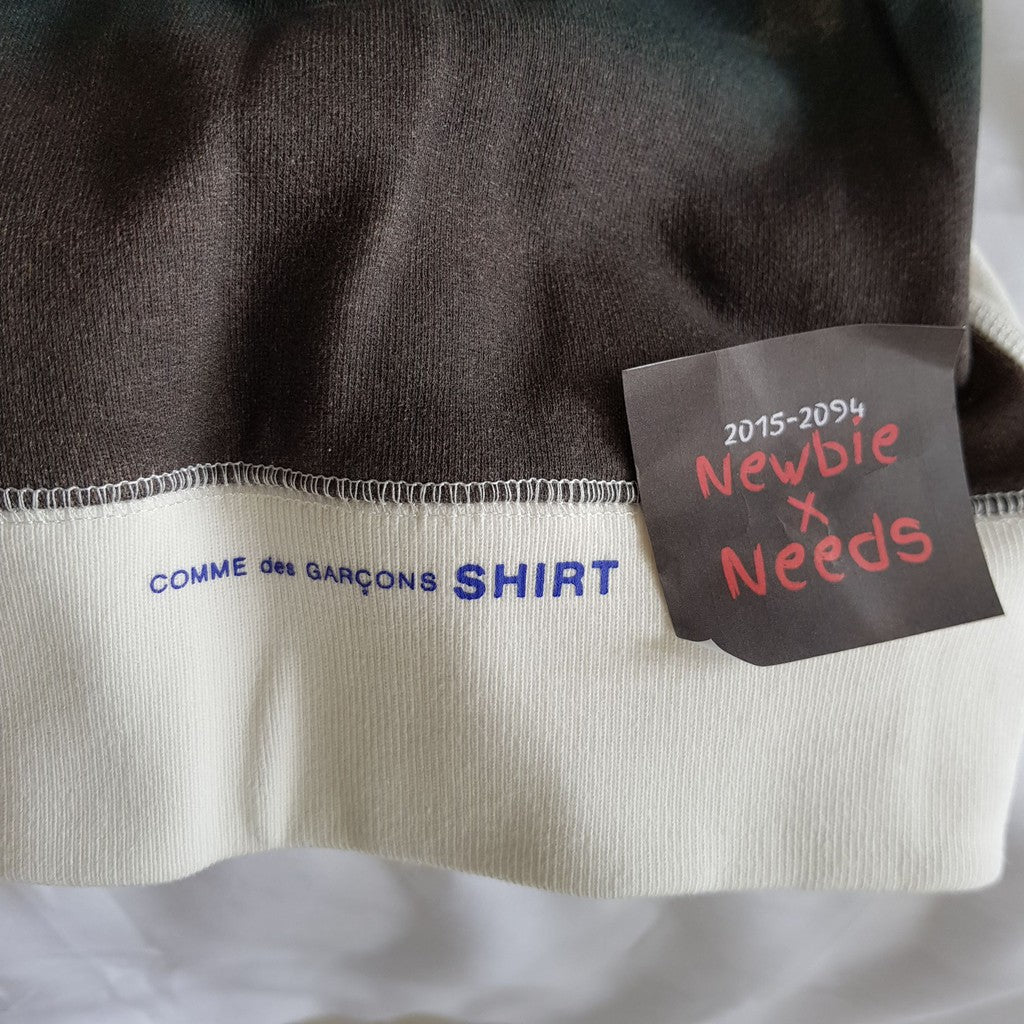 2015-2094
Newbie
x
Needs
COMME des GARÇONS SHIRT